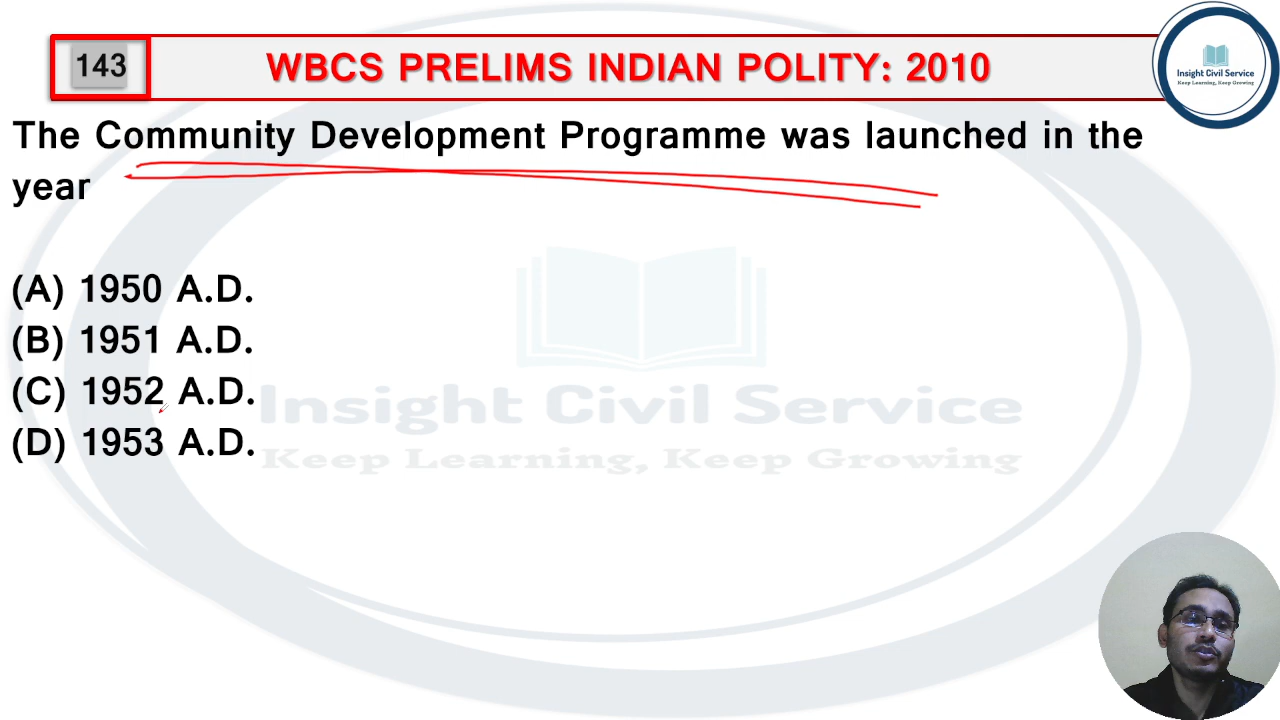 143
WBCS PRELIMS INDIAN POLITY: 2010
Insight Civil Service
Keep Learning, Keep Growing
The Community Development Programme was launched in the
year
(A) 1950 A.D.
(B) 1951 A.D.
(C) 1952 A.D.
(D) 1953 A.D.
Insight Civil Service
Keep Learning, Keep Growing